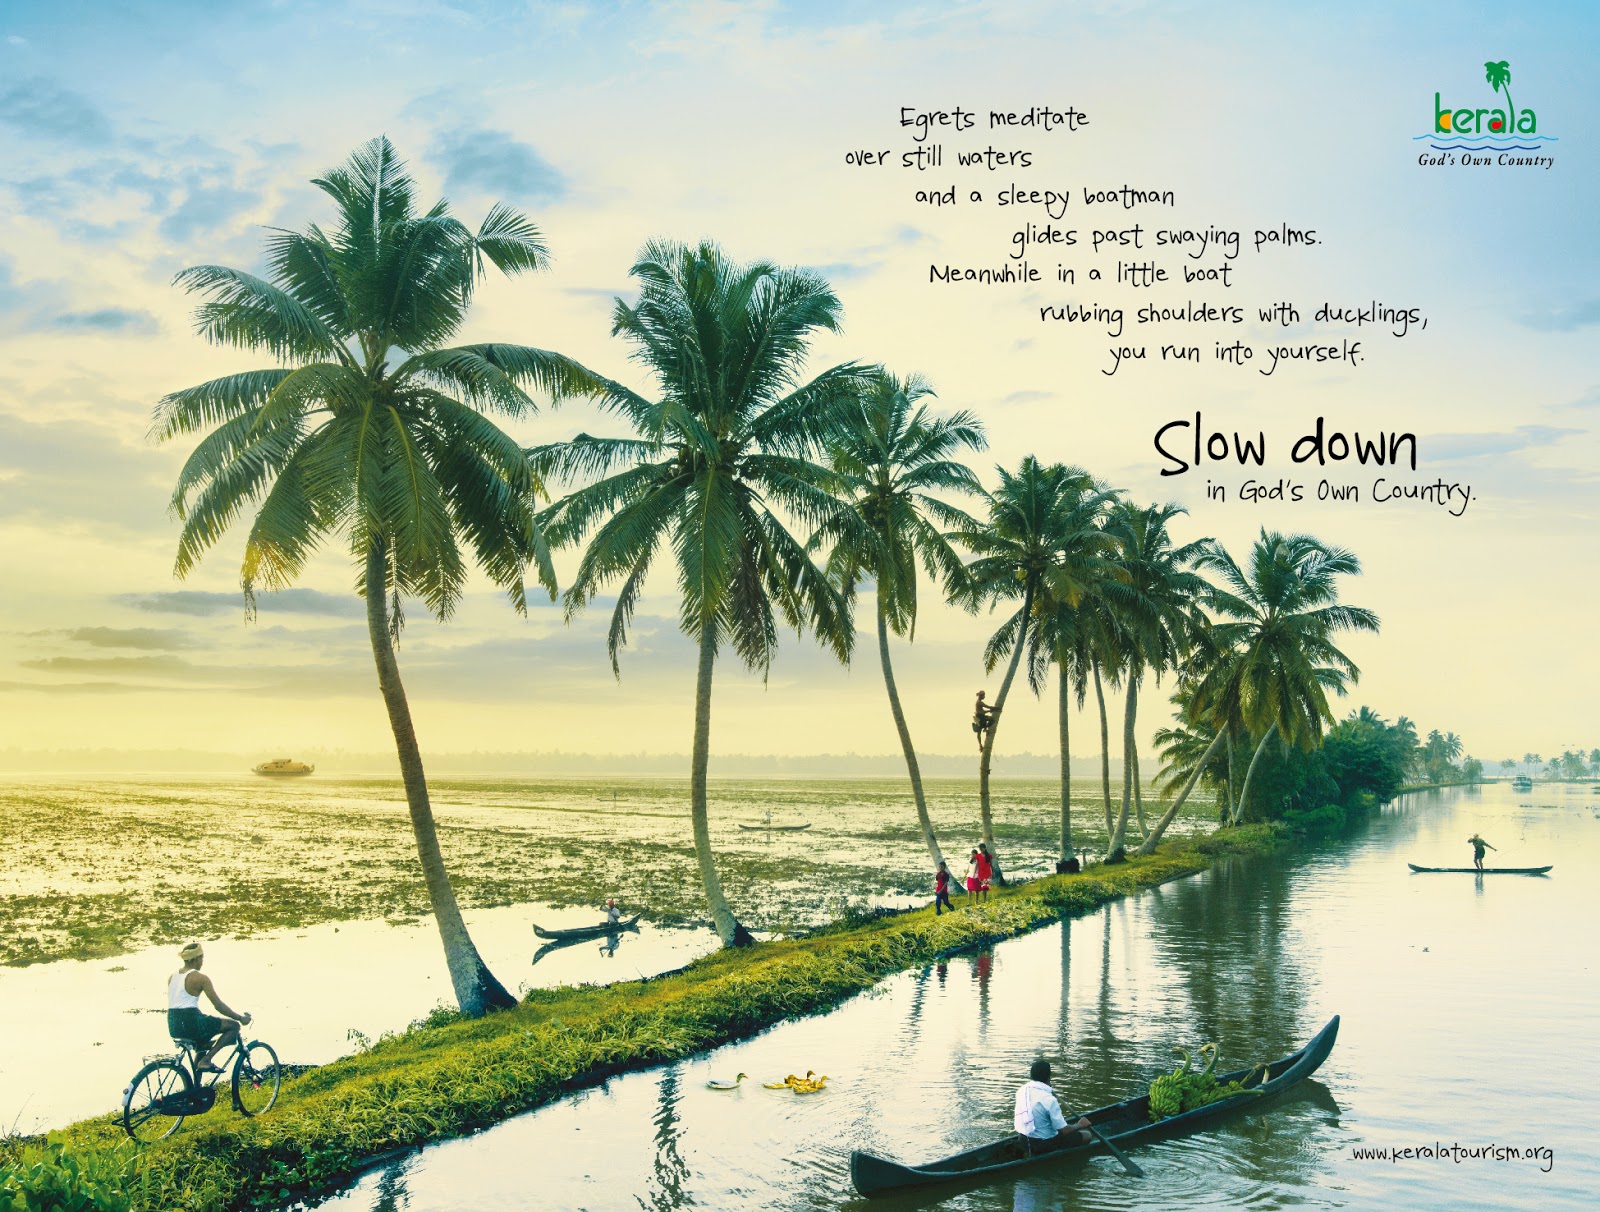 kerala
God's Own Country
Egrets meditate
over still waters
and a sleepy boatman
glides past swaying palms.
Meanwhile in a little boat
rubbing shoulders with ducklings,
you run into yourself.
Slow down
in God's Own Country.
www.keralatourism.org